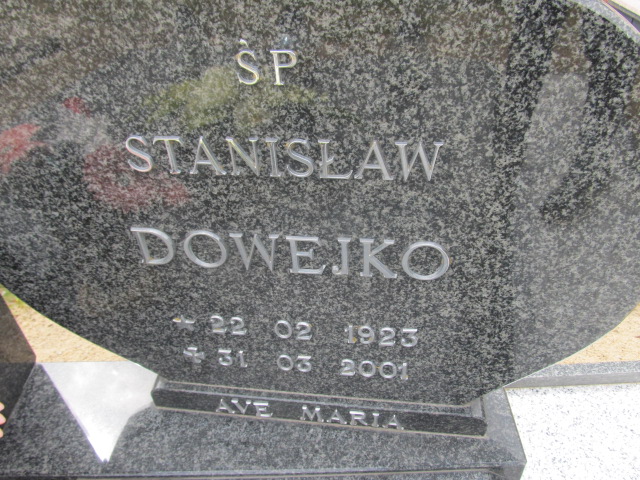 ŚP
STANISŁAW
DOWEJKO
22 02 1923
31 03 2001
AVE MARIA